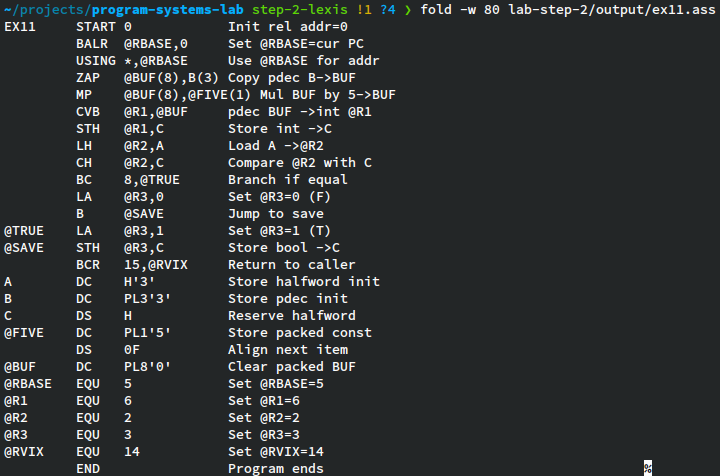 ~/projects/program-systems-lab step-2-lexis !1 ?4 ❯ fold -w 80 lab-step-2/output/ex11.ass
EX11     START 0            Init rel addr=0
         BALR  @RBASE,0     Set @RBASE=cur PC
         USING *,@RBASE     Use @RBASE for addr
         ZAP   @BUF(8),B(3) Copy pdec B->BUF
         MP    @BUF(8),@FIVE(1) Mul BUF by 5->BUF
         CVB   @R1,@BUF     pdec BUF ->int @R1
         STH   @R1,C        Store int ->C
         LH    @R2,A        Load A ->@R2
         CH    @R2,C        Compare @R2 with C
         BC    8,@TRUE      Branch if equal
         LA    @R3,0        Set @R3=0 (F)
         B     @SAVE        Jump to save
@TRUE    LA    @R3,1        Set @R3=1 (T)
@SAVE    STH   @R3,C        Store bool ->C
         BCR   15,@RVIX     Return to caller
A        DC    H'3'         Store halfword init
B        DC    PL3'3'       Store pdec init
C        DS    H            Reserve halfword
@FIVE    DC    PL1'5'       Store packed const
         DS    0F           Align next item
@BUF     DC    PL8'0'       Clear packed BUF
@RBASE   EQU   5            Set @RBASE=5
@R1      EQU   6            Set @R1=6
@R2      EQU   2            Set @R2=2
@R3      EQU   3            Set @R3=3
@RVIX    EQU   14           Set @RVIX=14
         END                Program ends                                        %